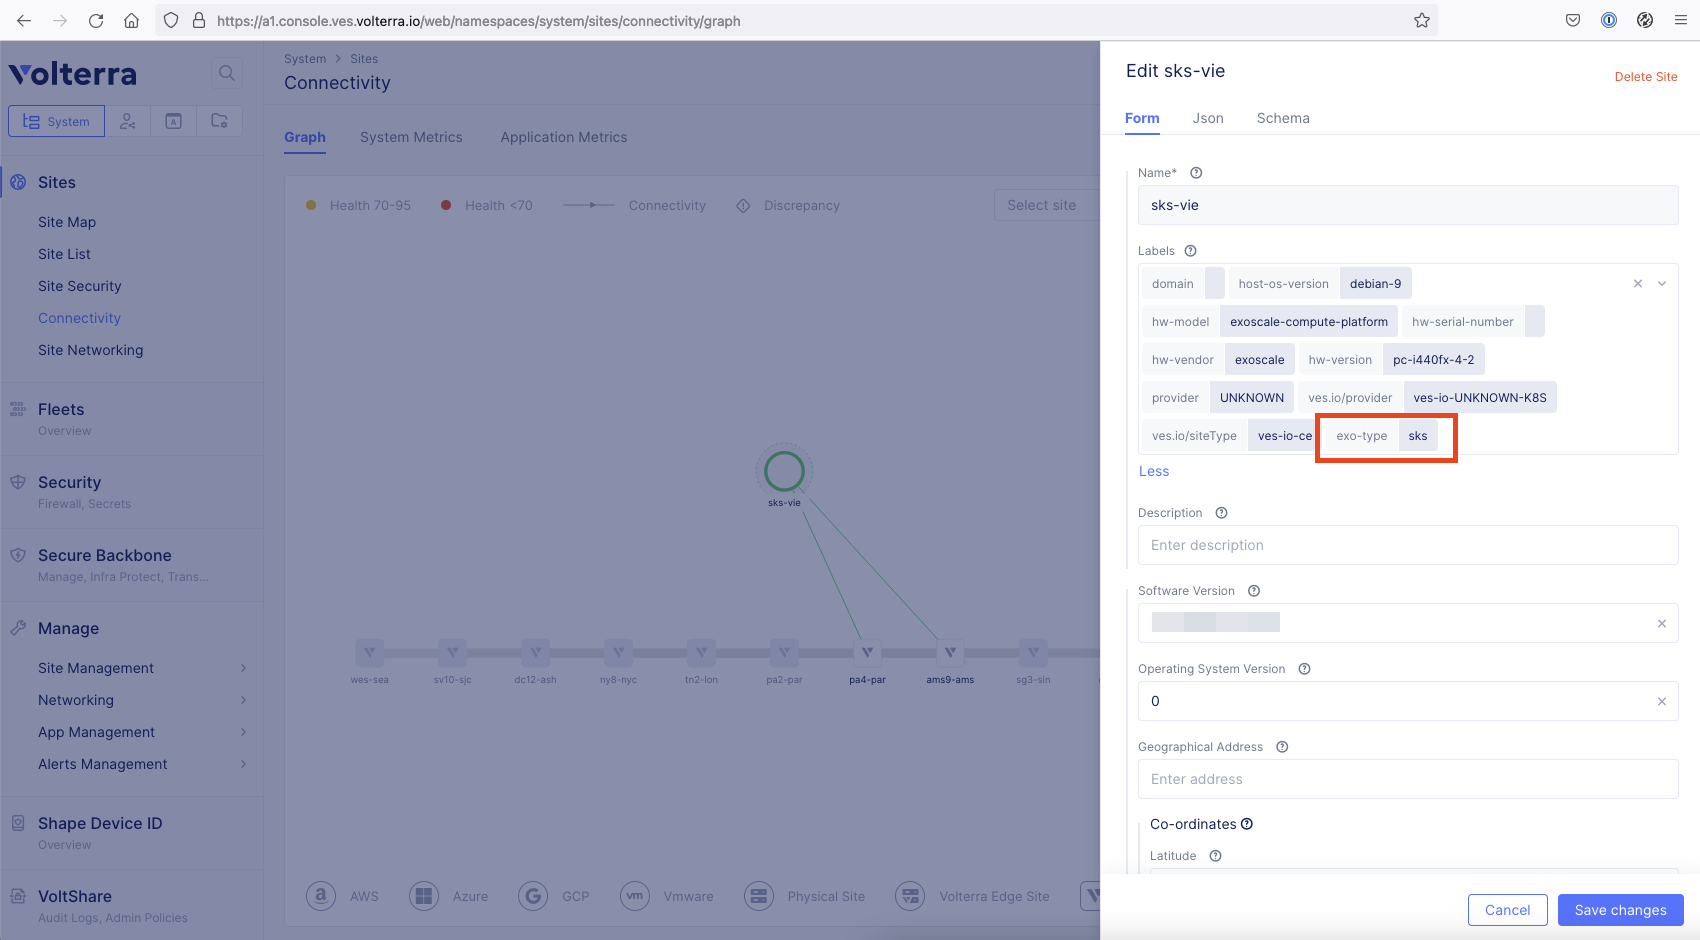 https://a1.console.ves.volterra.io/web/namespaces/system/sites/connectivity/graph
Volterra
System
Sites
Site Map
Site List
Site Security
Connectivity
Site Networking
Fleets
Overview
Security
Firewall, Secrets
Secure Backbone
Manage, Infra Protect, Trans...
Manage
Site Management
Networking
App Management
Alerts Management
Shape Device ID
Overview
VoltShare
Audit Logs, Admin Policies
System > Sites
Connectivity
Graph System Metrics Application Metrics
Health 70-95 Health <70 Connectivity Discrepancy Select site
sks-vie
wes-sea sv10-sjc dc12-ash ny8-nyc tn2-lon pa2-par pa4-par ams9-ams sg3-sin
AWS Azure GCP vm Vmware Physical Site Volterra Edge Site
Edit sks-vie
Delete Site
Form Json Schema
Name*
sks-vie
Labels
domain host-os-version debian-9
hw-model exoscale-compute-platform hw-serial-number
hw-vendor exoscale hw-version pc-i440fx-4-2
provider UNKNOWN ves.io/provider ves-io-UNKNOWN-K8S
ves.io/siteType ves-io-ce exo-type sks
Less
Description
Enter description
Software Version
Operating System Version
0
Geographical Address
Enter address
Co-ordinates
Latitude
Cancel Save changes